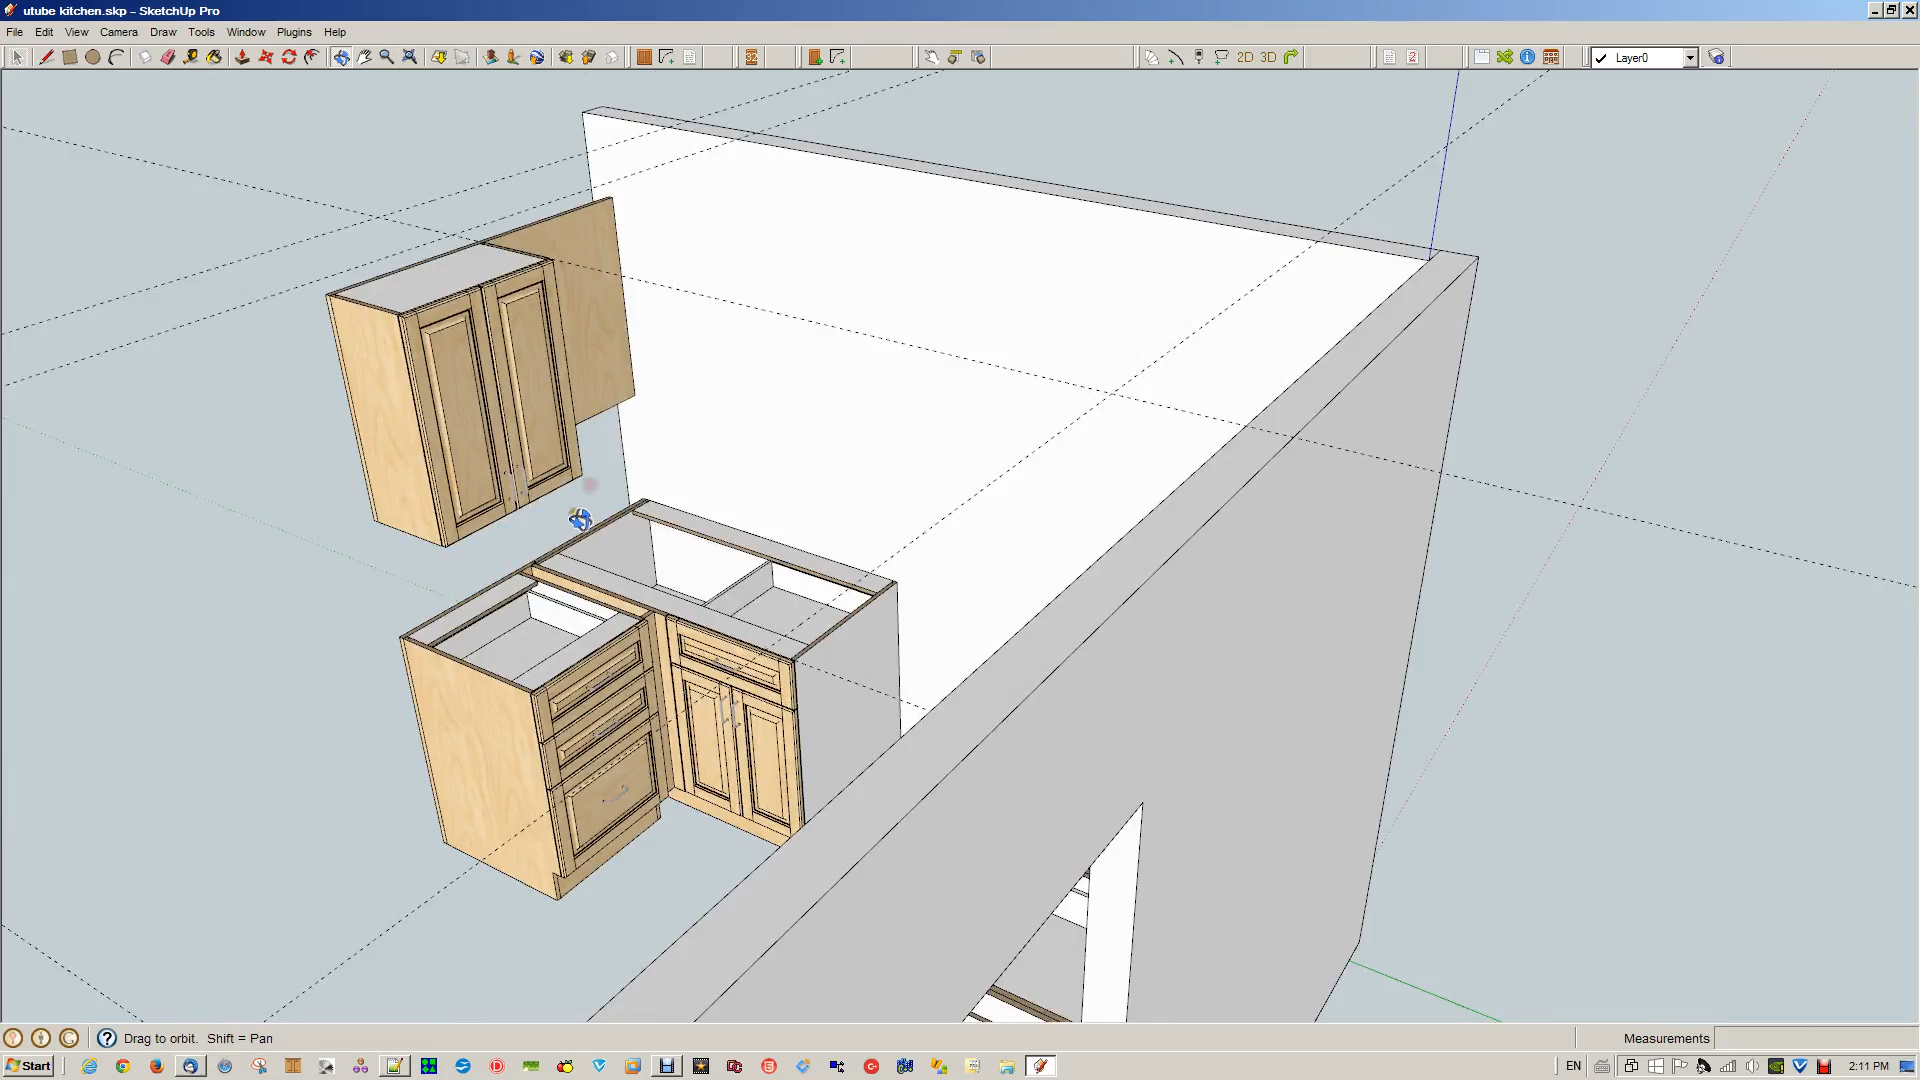 utube kitchen.skp - SketchUp Pro
File Edit View Camera Draw Tools Window Plugins Help
32 2D 3D Layer0
Drag to orbit. Shift = Pan
Measurements
Start
EN
2:11 PM